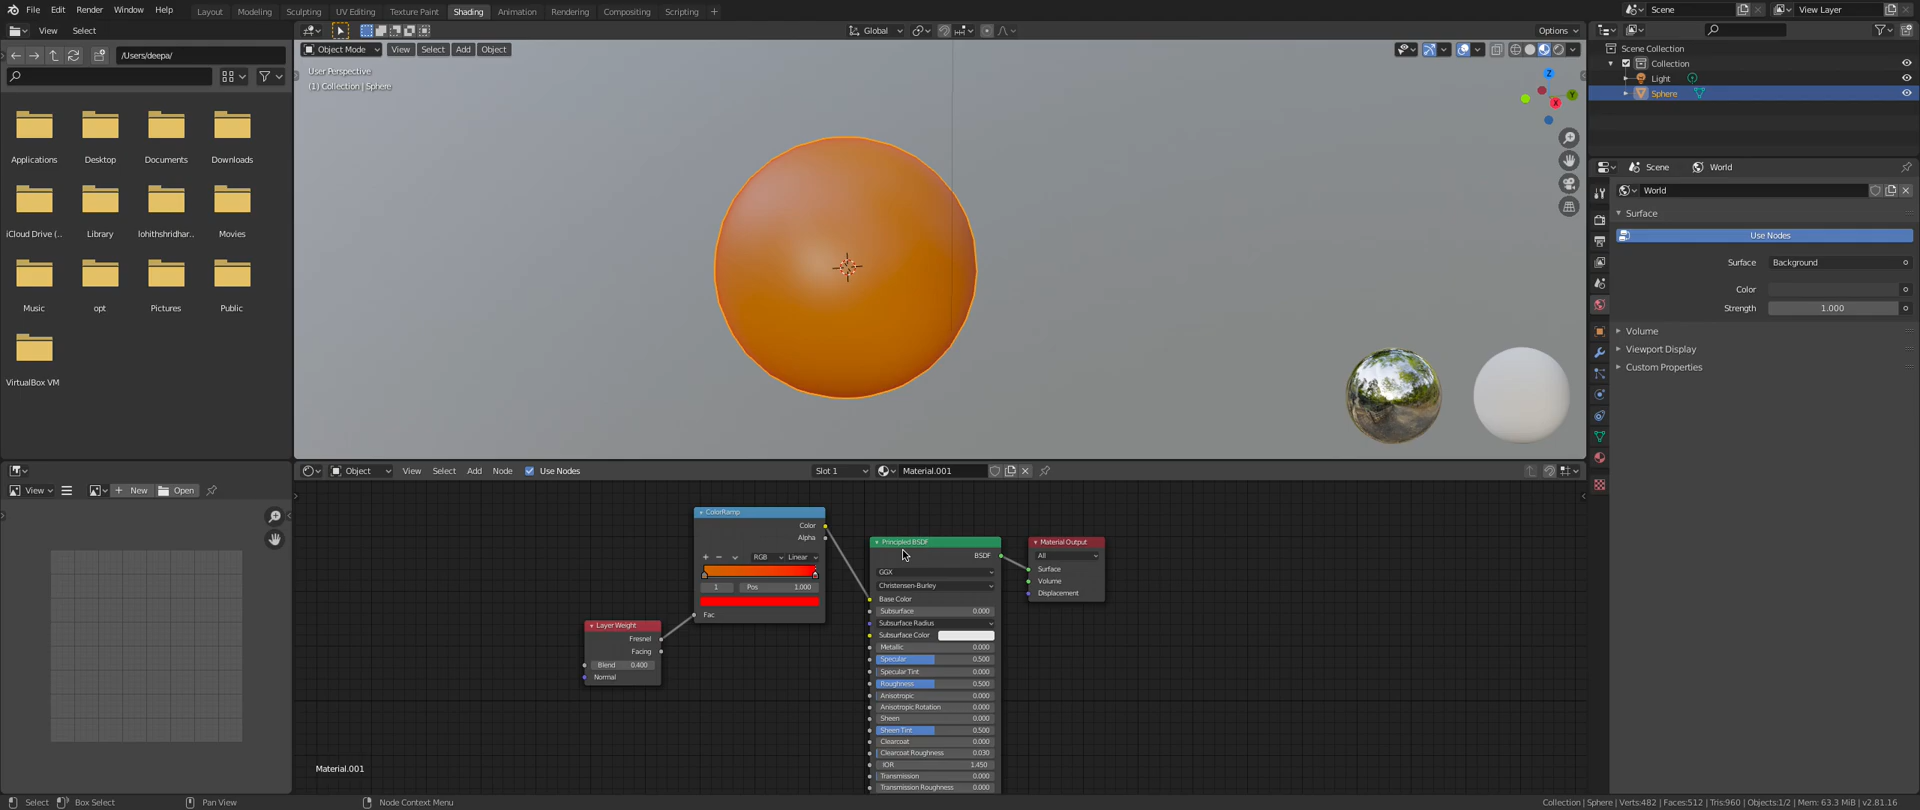 File Edit Render Window Help
Layout Modeling Sculpting UV Editing Texture Paint Shading Animation Rendering Compositing Scripting +
Scene
View Layer
View Select
/Users/deepa/
Applications Desktop Documents Downloads
iCloud Drive (.. Library lohithshridhar.. Movies
Music opt Pictures Public
VirtualBox VM
Global
Options
Object Mode View Select Add Object
User Perspective
(1) Collection | Sphere
Z
Y
X
Scene Collection
Collection
Light
Sphere
Scene World
World
Surface
Use Nodes
Surface Background
Color
Strength 1.000
Volume
Viewport Display
Custom Properties
View New Open
Object View Select Add Node Use Nodes
Slot 1 Material.001
ColorRamp
Color
Alpha
RGB Linear
1 Pos 1.000
Fac
Layer Weight
Fresnel
Facing
Blend 0.400
Normal
Principled BSDF
BSDF
GGX
Christensen-Burley
Base Color
Subsurface 0.000
Subsurface Radius
Subsurface Color
Metallic 0.000
Specular 0.500
Specular Tint 0.000
Roughness 0.500
Anisotropic 0.000
Anisotropic Rotation 0.000
Sheen 0.000
Sheen Tint 0.500
Clearcoat 0.000
Clearcoat Roughness 0.030
IOR 1.450
Transmission 0.000
Transmission Roughness 0.000
Material Output
All
Surface
Volume
Displacement
Material.001
Select Box Select Pan View Node Context Menu
Collection | Sphere | Verts:482 | Faces:512 | Tris:960 | Objects:1/2 | Mem: 63.3 MiB | v2.81.16